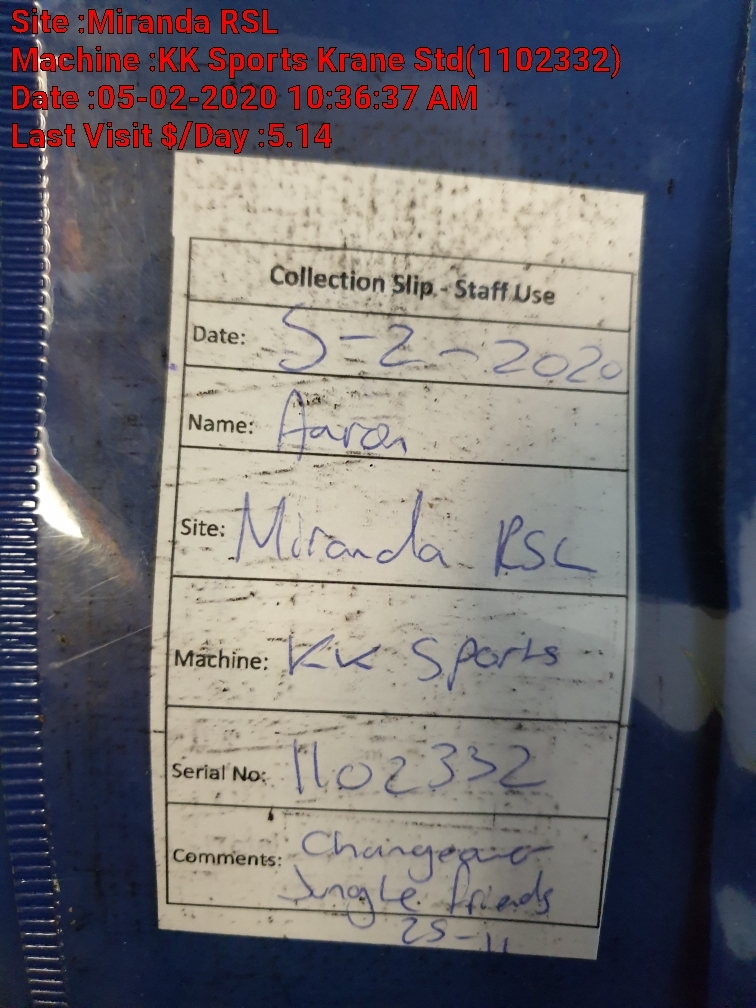 Site :Miranda RSL
Machine :KK Sports Krane Std(1102332)
Date :05-02-2020 10:36:37 AM
Last Visit $/Day :5.14
Collection Slip - Staff Use
Date: 5-2-2020
Name: Aaron
Site: Miranda RSL
Machine: KK Sports
Serial No: 1102332
Comments: Changeover
Jungle friends
25-11